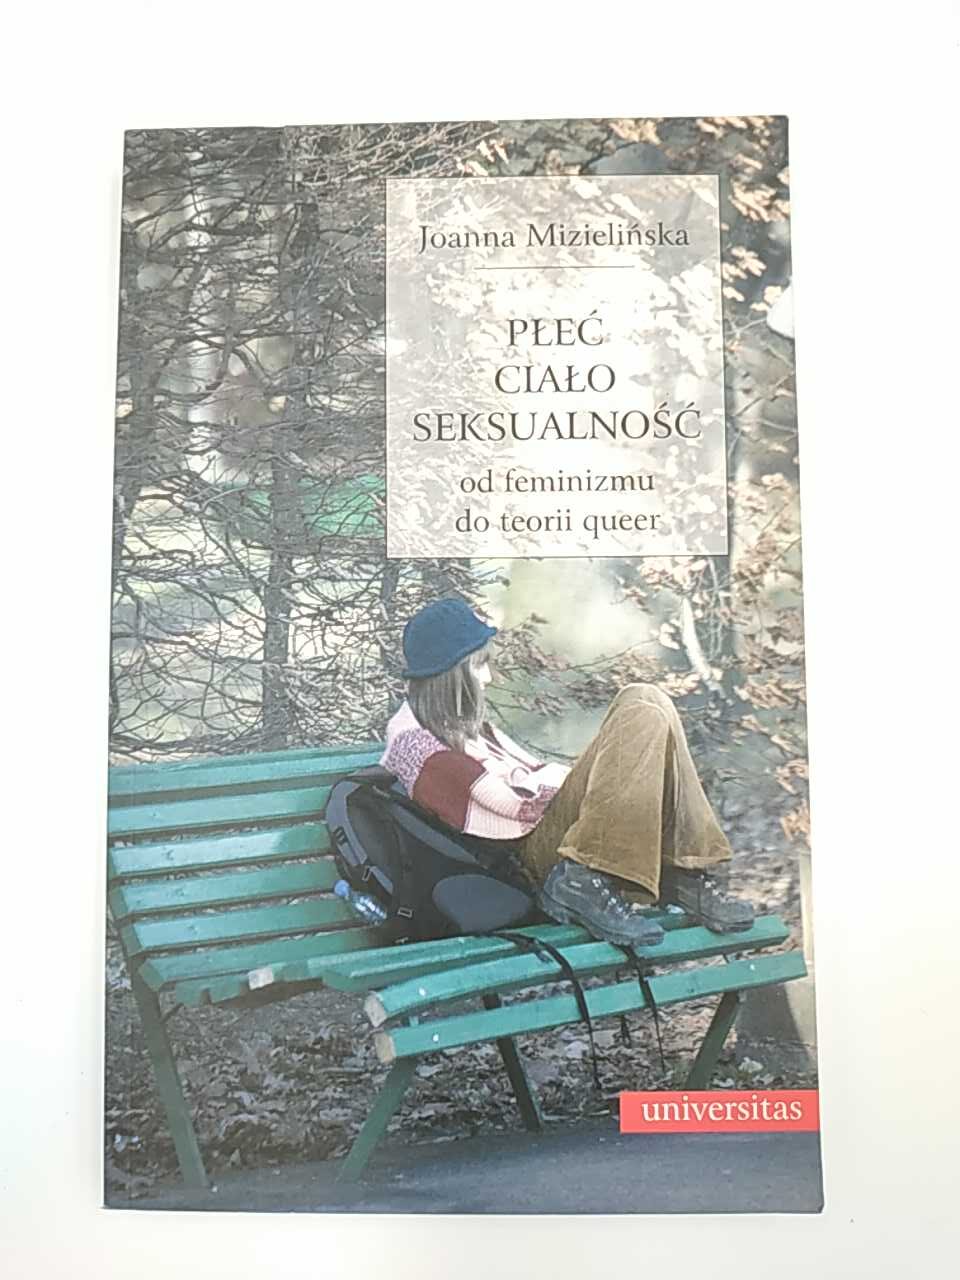 Joanna Mizielińska
PŁEĆ
CIAŁO
SEKSUALNOŚĆ
od feminizmu
do teorii queer
universitas